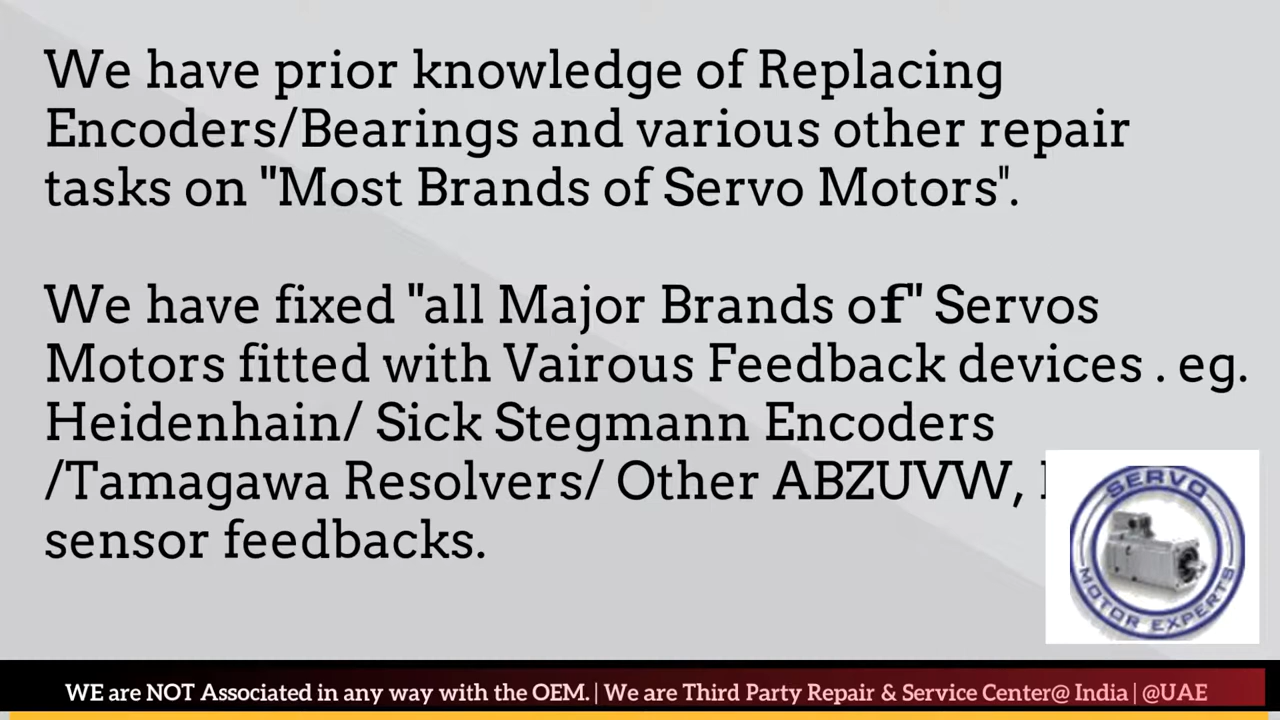 We have prior knowledge of Replacing
Encoders/Bearings and various other repair
tasks on "Most Brands of Servo Motors".
We have fixed "all Major Brands of" Servos
Motors fitted with Vairous Feedback devices . eg.
Heidenhain/ Sick Stegmann Encoders
/Tamagawa Resolvers/ Other ABZUVW,
sensor feedbacks.
SERVO
MOTOR EXPERTS
WE are NOT Associated in any way with the OEM. | We are Third Party Repair & Service Center@ India | @UAE